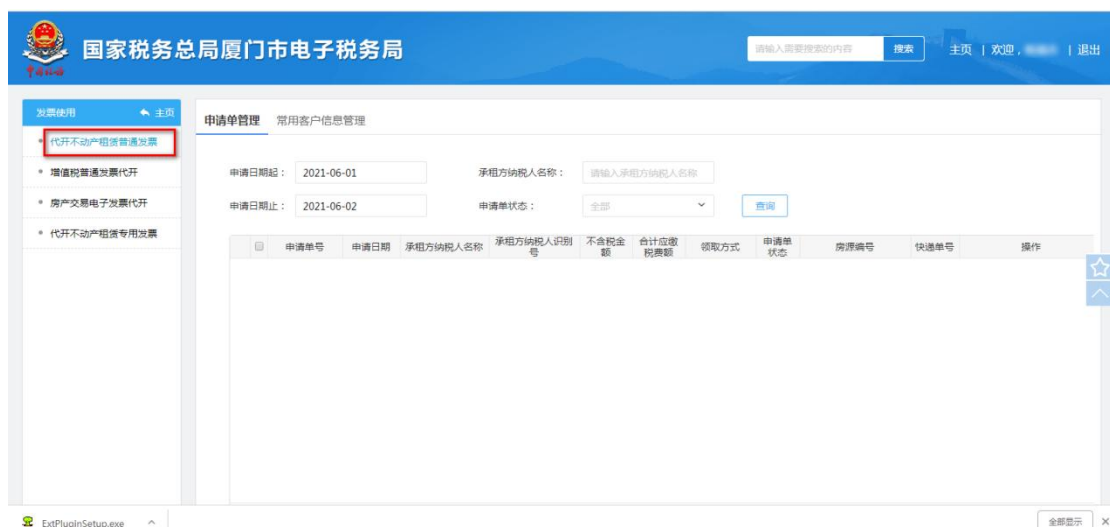 国家税务总局厦门市电子税务局
请输入需要搜索的内容 搜索 主页 | 欢迎, | 退出
发票使用 主页
代开不动产租赁普通发票
增值税普通发票代开
房产交易电子发票代开
代开不动产租赁专用发票
申请单管理 常用客户信息管理
申请日期起： 2021-06-01 承租方纳税人名称： 请输入承租方纳税人名称
申请日期止： 2021-06-02 申请单状态： 全部 查询
申请单号 申请日期 承租方纳税人名称 承租方纳税人识别号 不含税金额 合计应缴税费额 领取方式 申请单状态 房源编号 快递单号 操作
ExtPluginSetup.exe 全部显示